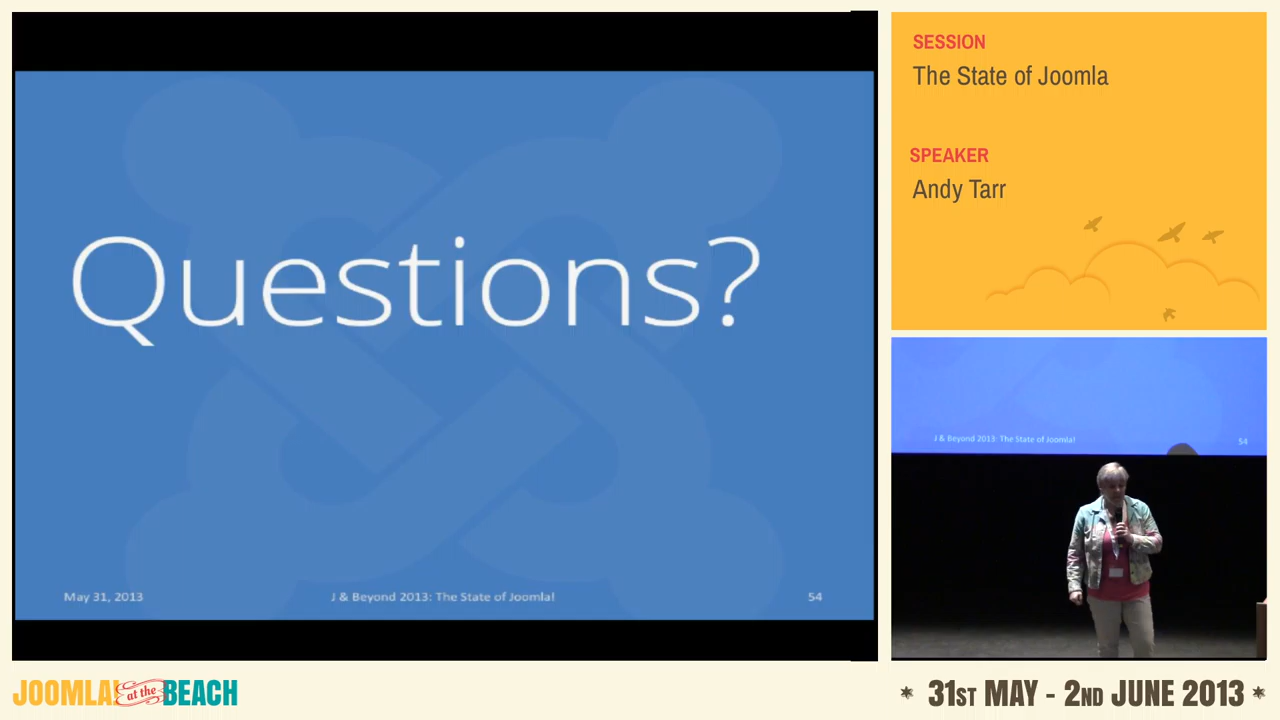 Questions?
May 31, 2013
J & Beyond 2013: The State of Joomla!
54
SESSION
The State of Joomla
SPEAKER
Andy Tarr
J & Beyond 2013: The State of Joomla!
54
JOOMLA! at the BEACH
* 31ST MAY - 2ND JUNE 2013 *